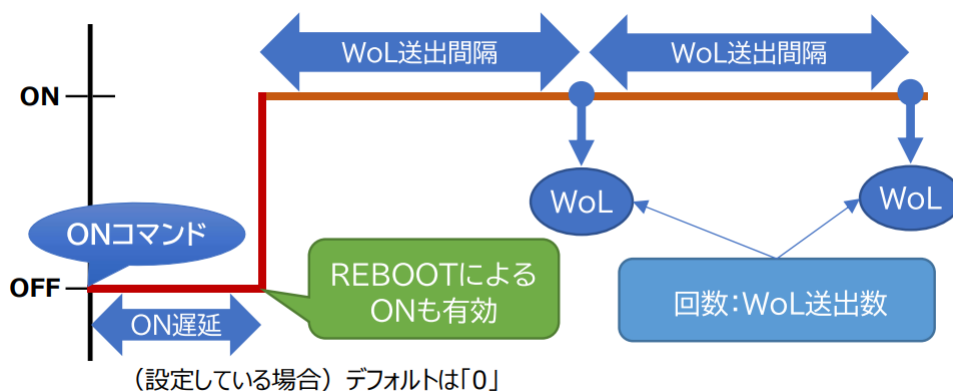 WoL送出間隔
WoL送出間隔
ON
WoL
WoL
ONコマンド
OFF
REBOOTによる
ONも有効
回数：WoL送出数
ON遅延
（設定している場合）デフォルトは「0」